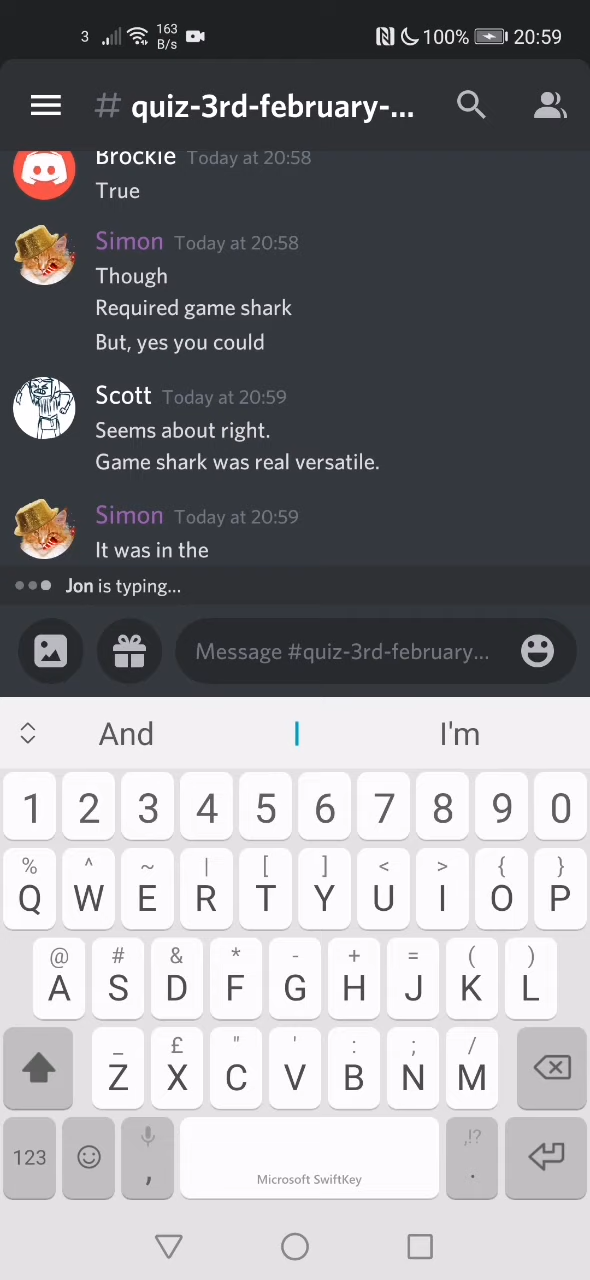 3 163 B/s 100% 20:59
# quiz-3rd-february-...
Brockie Today at 20:58
True
Simon Today at 20:58
Though
Required game shark
But, yes you could
Scott Today at 20:59
Seems about right.
Game shark was real versatile.
Simon Today at 20:59
It was in the
Jon is typing...
Message #quiz-3rd-february...
And I I'm
1 2 3 4 5 6 7 8 9 0
% ^ ~ | [ ] < > { }
Q W E R T Y U I O P
@ # & * - + = ( )
A S D F G H J K L
_ £ " ' : ; /
Z X C V B N M
123 , Microsoft SwiftKey ,!? .